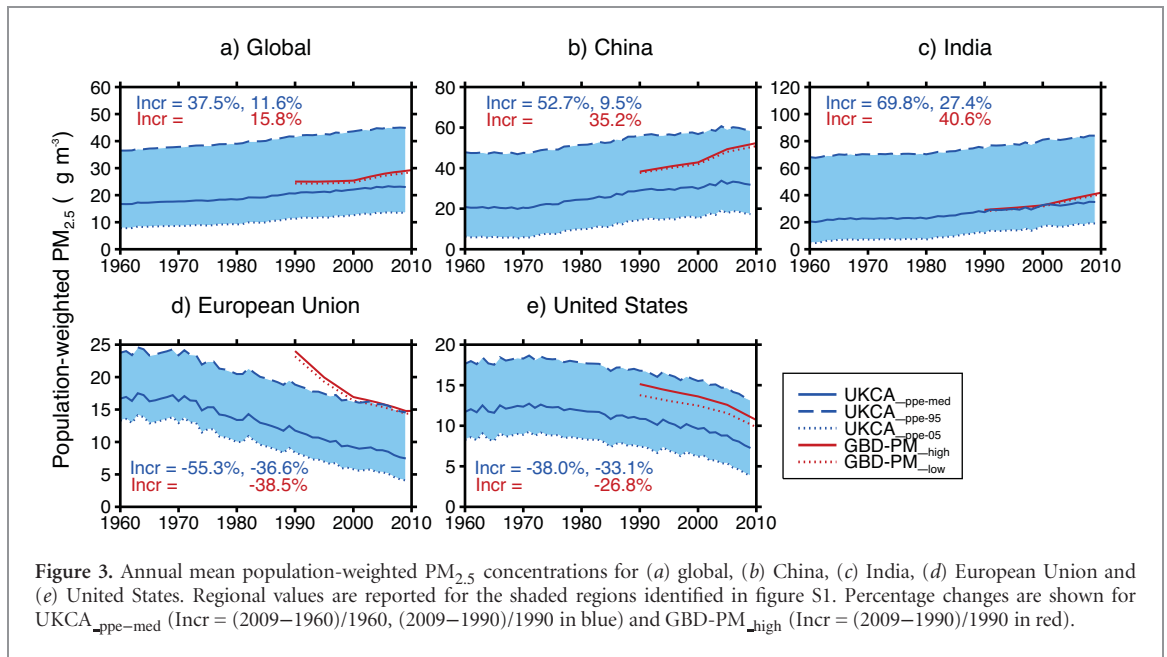 a) Global
b) China
c) India
60
50
40
30
20
10
0
Incr = 37.5%, 11.6%
Incr = 15.8%
1960 1970 1980 1990 2000 2010
80
60
40
20
0
Incr = 52.7%, 9.5%
Incr = 35.2%
1960 1970 1980 1990 2000 2010
120
100
80
60
40
20
0
Incr = 69.8%, 27.4%
Incr = 40.6%
1960 1970 1980 1990 2000 2010
Population-weighted PM2.5 ( g m-3)
d) European Union
e) United States
25
20
15
10
5
0
Incr = -55.3%, -36.6%
Incr = -38.5%
1960 1970 1980 1990 2000 2010
20
15
10
5
0
Incr = -38.0%, -33.1%
Incr = -26.8%
1960 1970 1980 1990 2000 2010
UKCA_ppe-med
UKCA_ppe-95
UKCA_ppe-05
GBD-PM_high
GBD-PM_low
Figure 3. Annual mean population-weighted PM2.5 concentrations for (a) global, (b) China, (c) India, (d) European Union and
(e) United States. Regional values are reported for the shaded regions identified in figure S1. Percentage changes are shown for
UKCA_ppe−med (Incr = (2009−1960)/1960, (2009−1990)/1990 in blue) and GBD-PM_high (Incr = (2009−1990)/1990 in red).